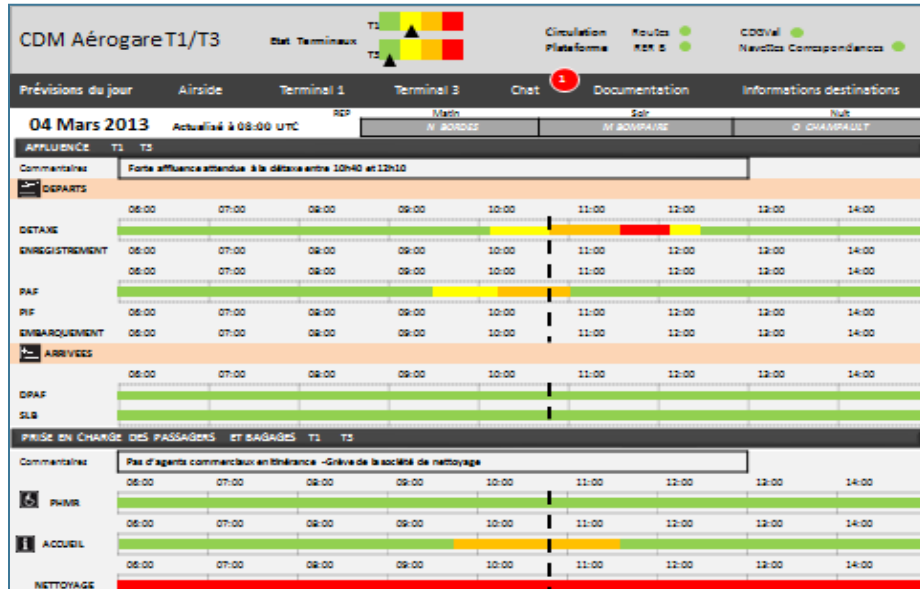 T1
CDM Aérogare T1/T3 Etat Terminaux Circulation Routes CDGVal
Plateforme RER B Navettes Correspondances
T3
Prévisions du jour Airside Terminal 1 Terminal 3 Chat 1 Documentation Informations destinations
REP Matin Soir Nuit
04 Mars 2013 Actualisé à 08:00 UTC N BORDES M BOMPAIRE O CHAMPAULT
AFFLUENCE T1 T3
Commentaires Forte affluence attendue à la détaxe entre 10h40 et 12h10
DEPARTS
06:00 07:00 08:00 09:00 10:00 11:00 12:00 13:00 14:00
DETAXE
ENREGISTREMENT 06:00 07:00 08:00 09:00 10:00 11:00 12:00 13:00 14:00
06:00 07:00 08:00 09:00 10:00 11:00 12:00 13:00 14:00
PAF
PIF 06:00 07:00 08:00 09:00 10:00 11:00 12:00 13:00 14:00
EMBARQUEMENT 06:00 07:00 08:00 09:00 10:00 11:00 12:00 13:00 14:00
ARRIVEES
06:00 07:00 08:00 09:00 10:00 11:00 12:00 13:00 14:00
DPAF
SLB
PRISE EN CHARGE DES PASSAGERS ET BAGAGES T1 T3
Commentaires Pas d'agents commerciaux en itinérance -Grève de la société de nettoyage
06:00 07:00 08:00 09:00 10:00 11:00 12:00 13:00 14:00
PHMR
06:00 07:00 08:00 09:00 10:00 11:00 12:00 13:00 14:00
ACCUEIL
06:00 07:00 08:00 09:00 10:00 11:00 12:00 13:00 14:00
NETTOYAGE